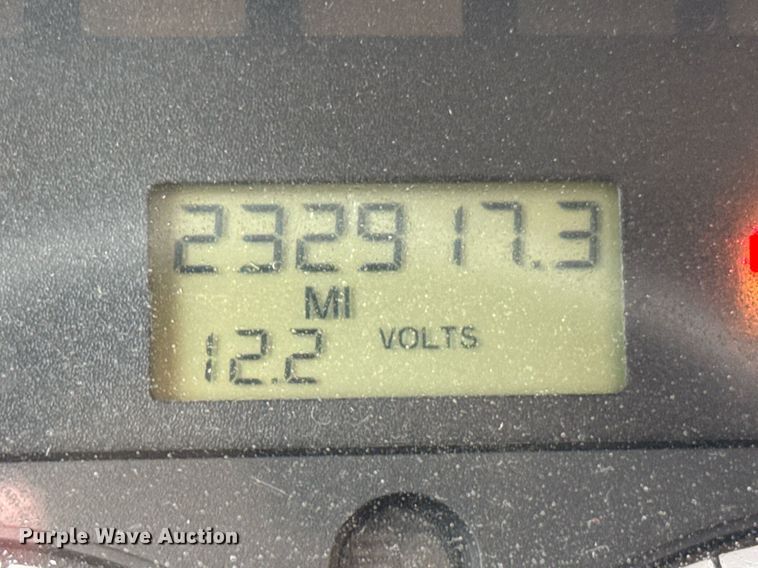 232917.3
MI
12.2 VOLTS
Purple Wave Auction